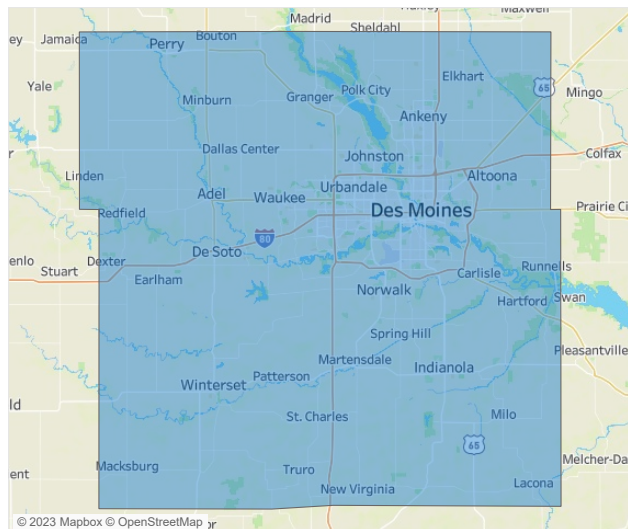 Madrid
Maxwell
Sheldahl
Bouton
Jamaica
Perry
Elkhart
65
Yale
Polk City
Mingo
Granger
Minburn
Ankeny
Dallas Center
Johnston
Colfax
Linden
Urbandale
Altoona
Adel
Waukee
Redfield
Des Moines
Prairie Cit
80
De Soto
enlo
Dexter
Stuart
Runnells
Carlisle
Earlham
Norwalk
Hartford
Swan
Spring Hill
Pleasantville
Martensdale
Indianola
Patterson
Winterset
ld
St. Charles
Milo
65
Melcher-Da
Macksburg
ent
Truro
Lacona
New Virginia
© 2023 Mapbox © OpenStreetMap
or